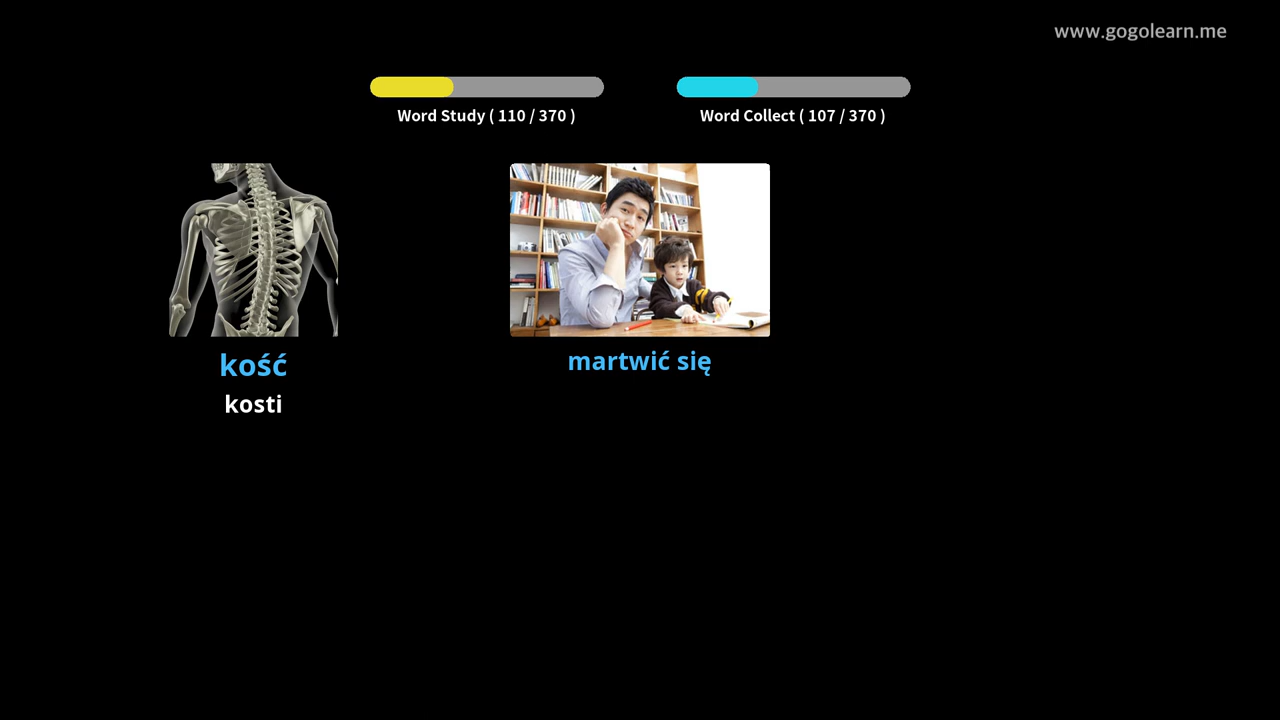 www.gogolearn.me
Word Study ( 110 / 370 )
Word Collect ( 107 / 370 )
kość
kosti
martwić się